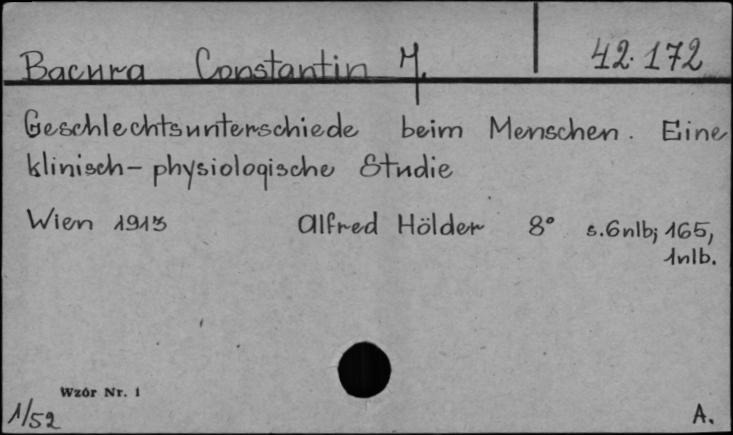 Bacura Constantin J. 42.172
Geschlechtsunterschiede beim Menschen. Eine
klinisch-physiologische Studie
Wien 1913 Alfred Hölder 8° s. 6nlb; 165,
1nlb.
Wzór Nr. 1
1/52 A.